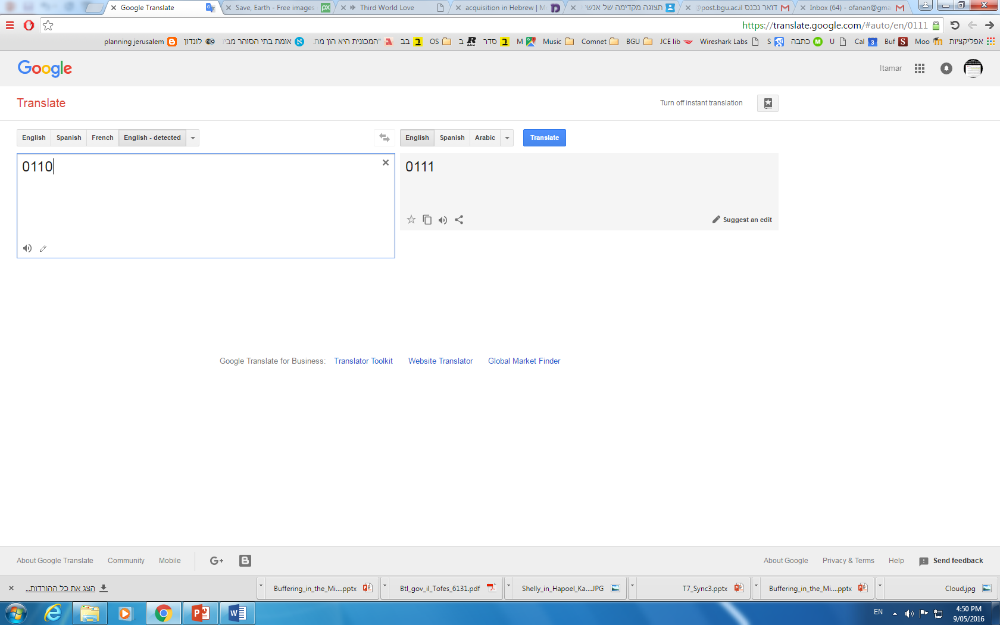 Google Translate
Save, Earth - Free images
px
Third World Love
acquisition in Hebrew | Mo
תצוגה מקדימה של אנשי
דואר נכנס @post.bgu.ac.il
Inbox (64) - ofanan@gma
https://translate.google.com/#auto/en/0111
planning jerusalem
לונדון
אומת בתי הסוהר מבי
"המכונית היא הון מת.
בב
OS
ב
סדר
M
Music
Comnet
BGU
JCE lib
Wireshark Labs
S
כתבה
U
Cal
Buf
Moo
אפליקציות
Google
Itamar
Translate
Turn off instant translation
English
Spanish
French
English - detected
English
Spanish
Arabic
Translate
0110
0111
Suggest an edit
Google Translate for Business:
Translator Toolkit
Website Translator
Global Market Finder
About Google Translate
Community
Mobile
G+
About Google
Privacy & Terms
Help
Send feedback
הצג את כל ההורדות...
Buffering_in_the_Mi....pptx
Btl_gov_il_Tofes_6131.pdf
Shelly_in_Hapoel_Ka....JPG
T7_Sync3.pptx
Buffering_in_the_Mi....pptx
Cloud.jpg
EN
4:50 PM
9/05/2016